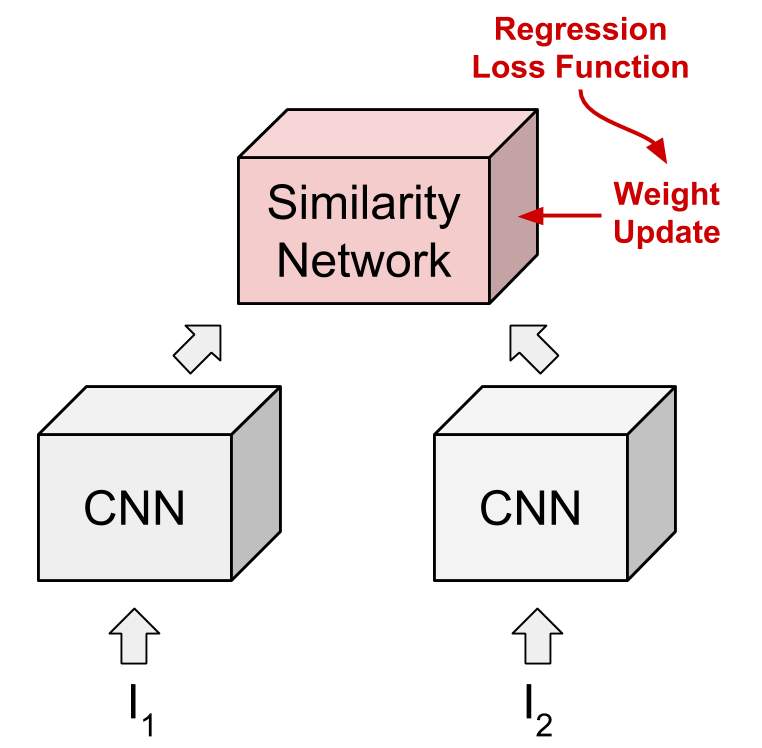 Regression
Loss Function
Similarity
Network
Weight
Update
CNN
CNN
I₁
I₂